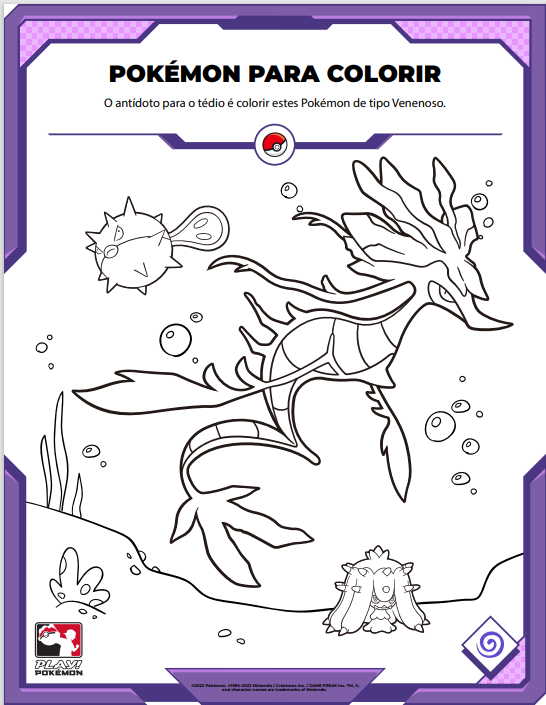 POKÉMON PARA COLORIR
O antídoto para o tédio é colorir estes Pokémon de tipo Venenoso.
PLAY!
POKÉMON
©2022 Pokémon. ©1995–2022 Nintendo / Creatures Inc. / GAME FREAK inc. TM, ®,
and character names are trademarks of Nintendo.